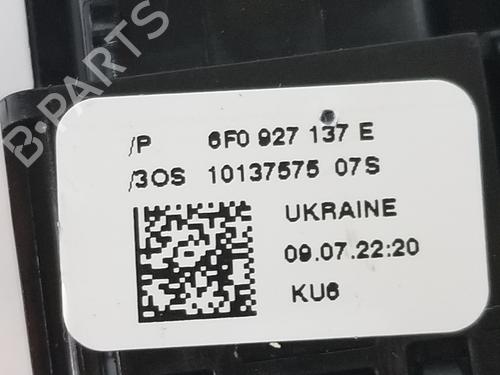 B-PARTS
/P 6F0 927 137 E
/3OS 10137575 07S
UKRAINE
09.07.22:20
KU6